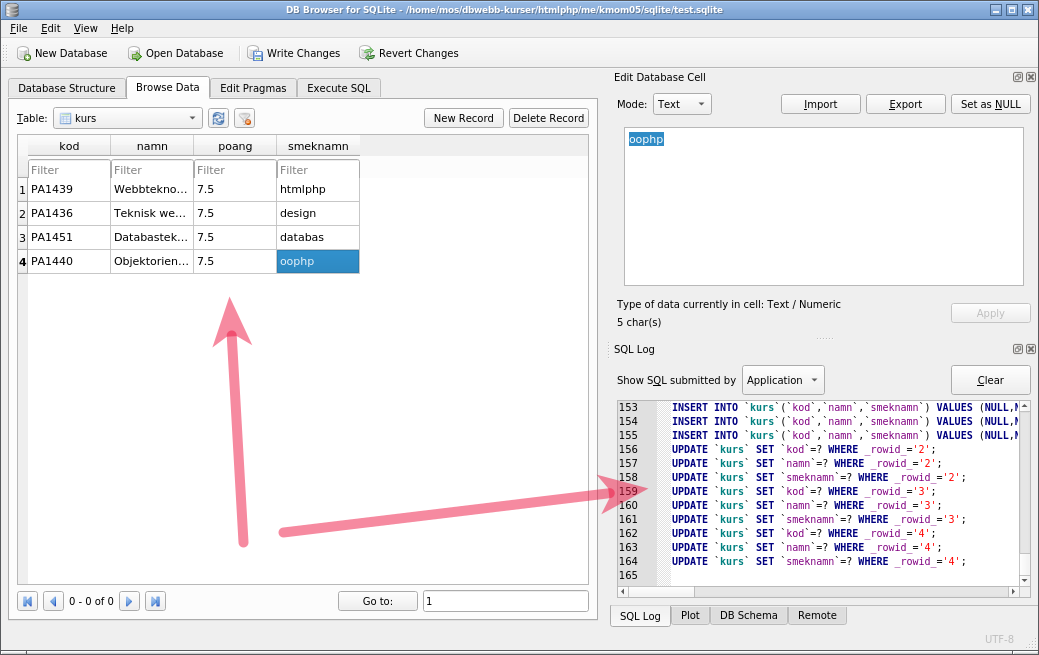 DB Browser for SQLite - /home/mos/dbwebb-kurser/htmlphp/me/kmom05/sqlite/test.sqlite
File Edit View Help
New Database Open Database Write Changes Revert Changes
Database Structure Browse Data Edit Pragmas Execute SQL
Table: kurs New Record Delete Record
kod namn poang smeknamn
Filter Filter Filter Filter
1 PA1439 Webbtekno... 7.5 htmlphp
2 PA1436 Teknisk we... 7.5 design
3 PA1451 Databastek... 7.5 databas
4 PA1440 Objektorien... 7.5 oophp
0 - 0 of 0 Go to: 1
Edit Database Cell
Mode: Text Import Export Set as NULL
oophp
Type of data currently in cell: Text / Numeric
5 char(s)
Apply
SQL Log
Show SQL submitted by Application Clear
153 INSERT INTO `kurs`(`kod`,`namn`,`smeknamn`) VALUES (NULL,N
154 INSERT INTO `kurs`(`kod`,`namn`,`smeknamn`) VALUES (NULL,N
155 INSERT INTO `kurs`(`kod`,`namn`,`smeknamn`) VALUES (NULL,N
156 UPDATE `kurs` SET `kod`=? WHERE _rowid_='2';
157 UPDATE `kurs` SET `namn`=? WHERE _rowid_='2';
158 UPDATE `kurs` SET `smeknamn`=? WHERE _rowid_='2';
159 UPDATE `kurs` SET `kod`=? WHERE _rowid_='3';
160 UPDATE `kurs` SET `namn`=? WHERE _rowid_='3';
161 UPDATE `kurs` SET `smeknamn`=? WHERE _rowid_='3';
162 UPDATE `kurs` SET `kod`=? WHERE _rowid_='4';
163 UPDATE `kurs` SET `namn`=? WHERE _rowid_='4';
164 UPDATE `kurs` SET `smeknamn`=? WHERE _rowid_='4';
165
SQL Log Plot DB Schema Remote
UTF-8